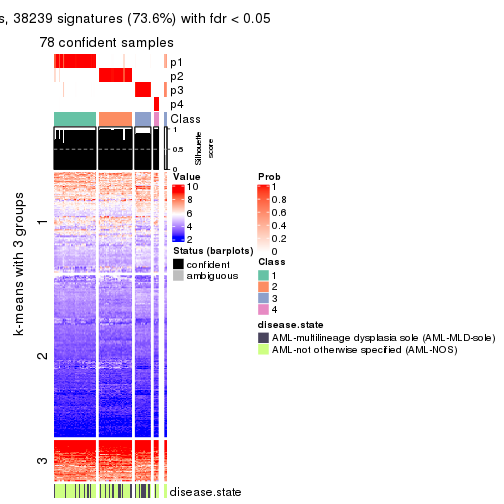 s, 38239 signatures (73.6%) with fdr < 0.05
78 confident samples
p1
p2
p3
p4
Class
1
0.5
0
Silhouette
score
k-means with 3 groups
1
2
3
disease.state
Value
10
8
6
4
2
Status (barplots)
confident
ambiguous
Prob
1
0.8
0.6
0.4
0.2
0
Class
1
2
3
4
disease.state
AML-multilineage dysplasia sole (AML-MLD-sole)
AML-not otherwise specified (AML-NOS)